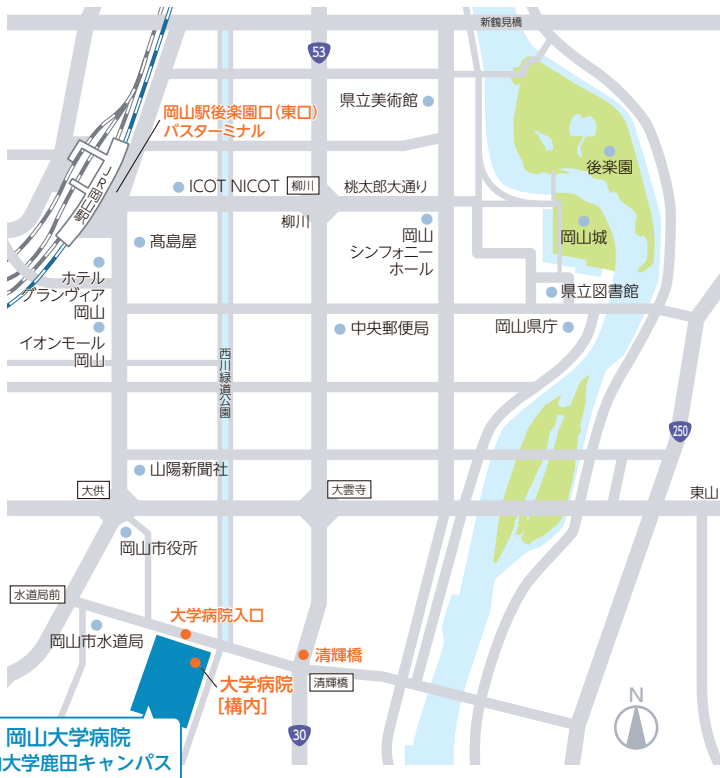 新鶴見橋
53
県立美術館
岡山駅後楽園口(東口)
バスターミナル
後楽園
JR岡山駅
ICOT NICOT
柳川
桃太郎大通り
柳川
岡山
シンフォニー
ホール
岡山城
髙島屋
ホテル
グランヴィア
岡山
県立図書館
イオンモール
岡山
中央郵便局
岡山県庁
西川緑道公園
250
山陽新聞社
大供
大雲寺
東山
岡山市役所
水道局前
大学病院入口
岡山市水道局
清輝橋
大学病院
[構内]
清輝橋
N
30
岡山大学病院
大学鹿田キャンパス